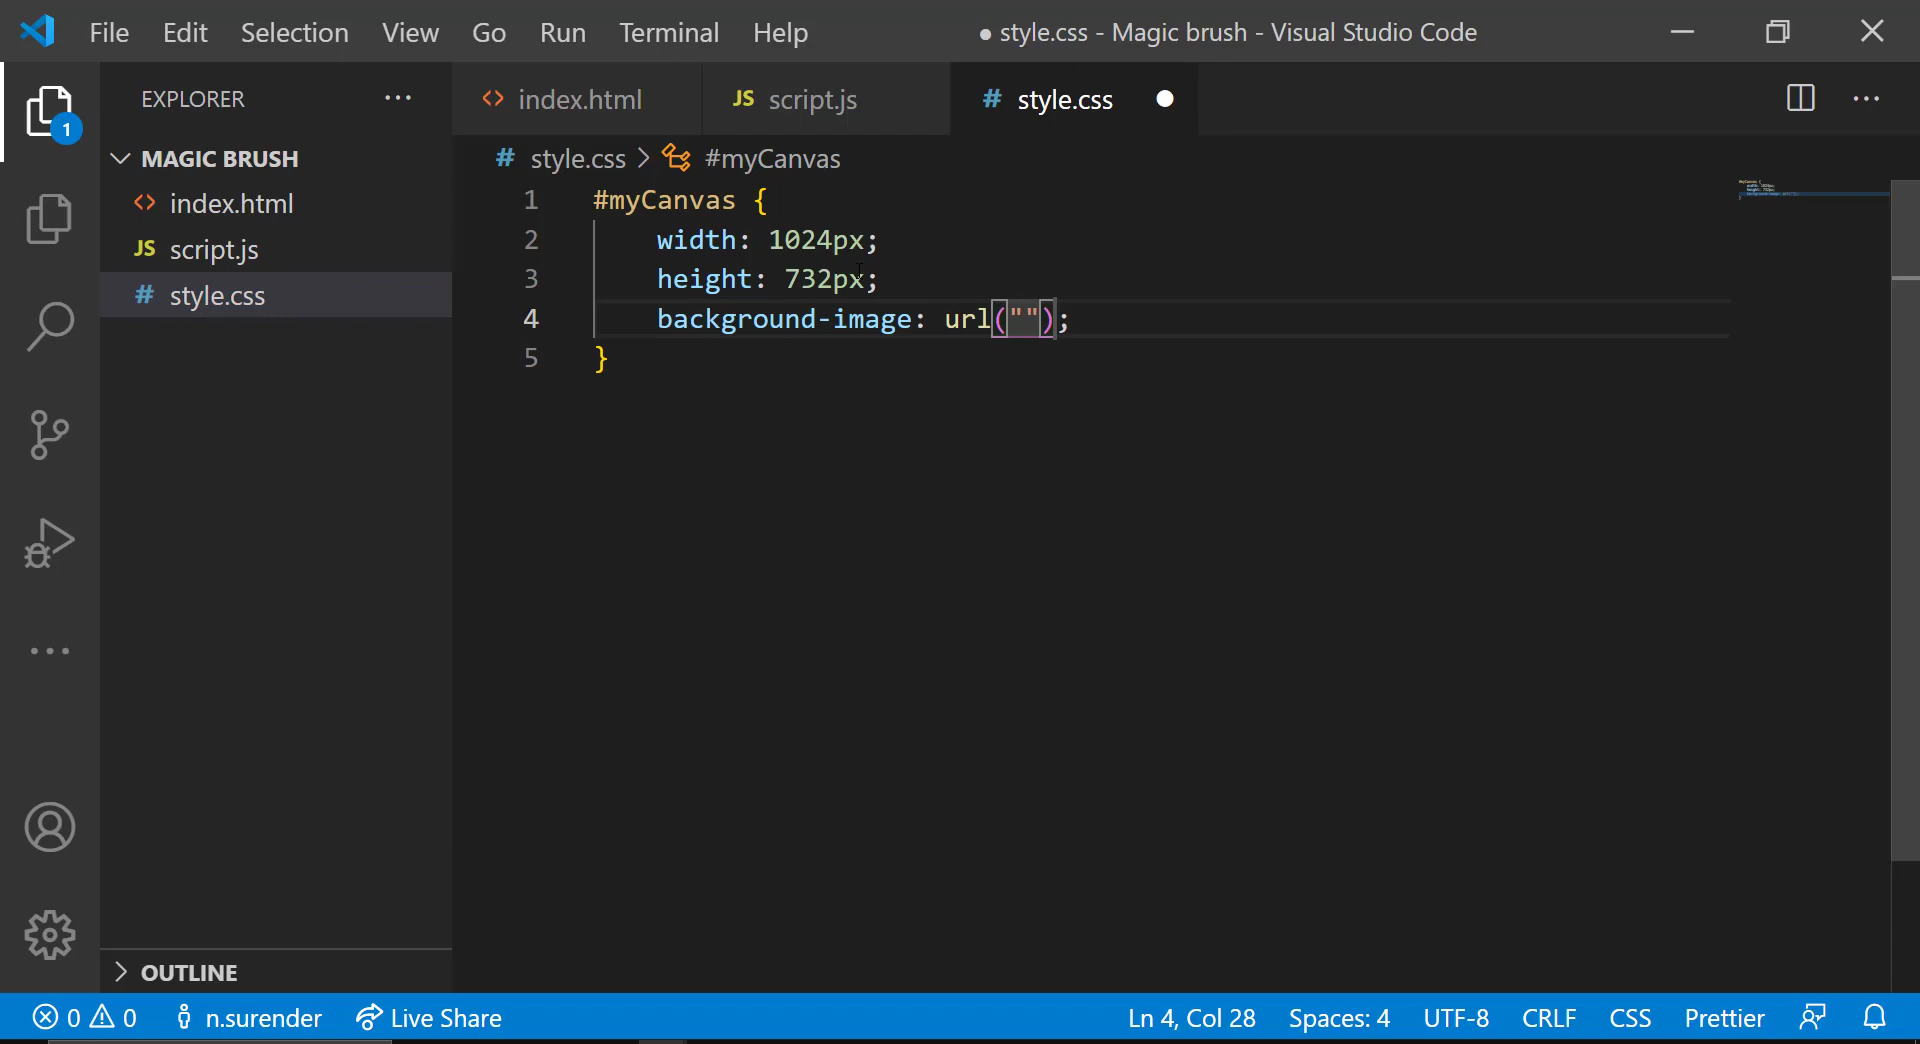 File Edit Selection View Go Run Terminal Help ● style.css - Magic brush - Visual Studio Code
EXPLORER ···
1
MAGIC BRUSH
<> index.html
JS script.js
# style.css
OUTLINE
<> index.html JS script.js # style.css ●
# style.css > #myCanvas
1 #myCanvas {
2 width: 1024px;
3 height: 732px;
4 background-image: url("");
5 }
0 0 n.surender Live Share Ln 4, Col 28 Spaces: 4 UTF-8 CRLF CSS Prettier